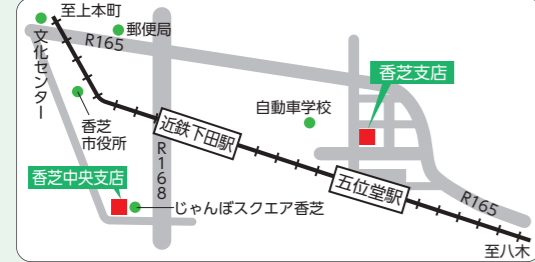 至上本町
郵便局
R165
文化センター
香芝支店
自動車学校
香芝
市役所
近鉄下田駅
R168
香芝中央支店
五位堂駅
じゃんぼスクエア香芝
R165
至八木